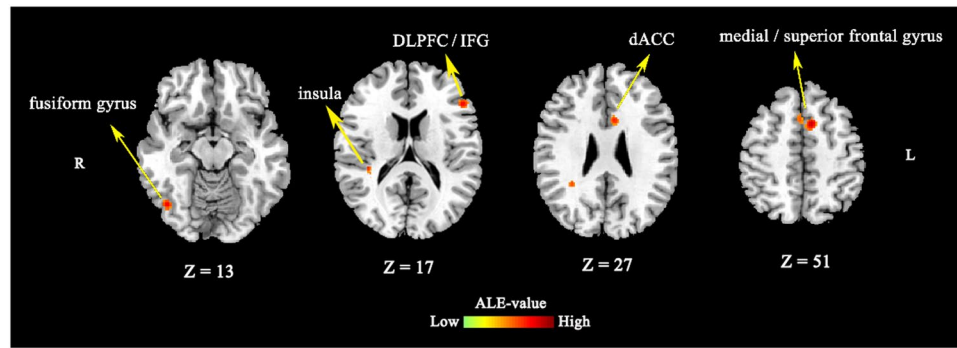 DLPFC / IFG
dACC
medial / superior frontal gyrus
fusiform gyrus
insula
R
L
Z = 13
Z = 17
Z = 27
Z = 51
ALE-value
Low
High